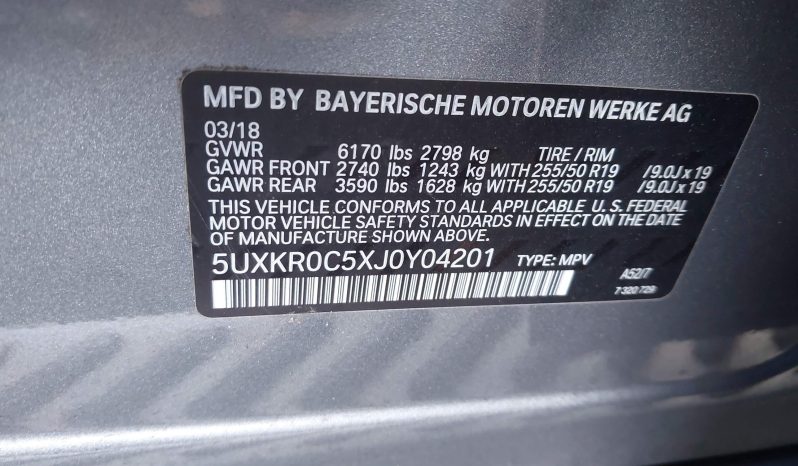 MFD BY BAYERISCHE MOTOREN WERKE AG
03/18
GVWR 6170 lbs 2798 kg TIRE / RIM
GAWR FRONT 2740 lbs 1243 kg WITH 255/50 R19 /9.0J x 19
GAWR REAR 3590 lbs 1628 kg WITH 255/50 R19 /9.0J x 19
THIS VEHICLE CONFORMS TO ALL APPLICABLE U. S. FEDERAL
MOTOR VEHICLE SAFETY STANDARDS IN EFFECT ON THE DATE
OF MANUFACTURE SHOWN ABOVE.
5UXKR0C5XJ0Y04201 TYPE: MPV
A52/7
7 320 729